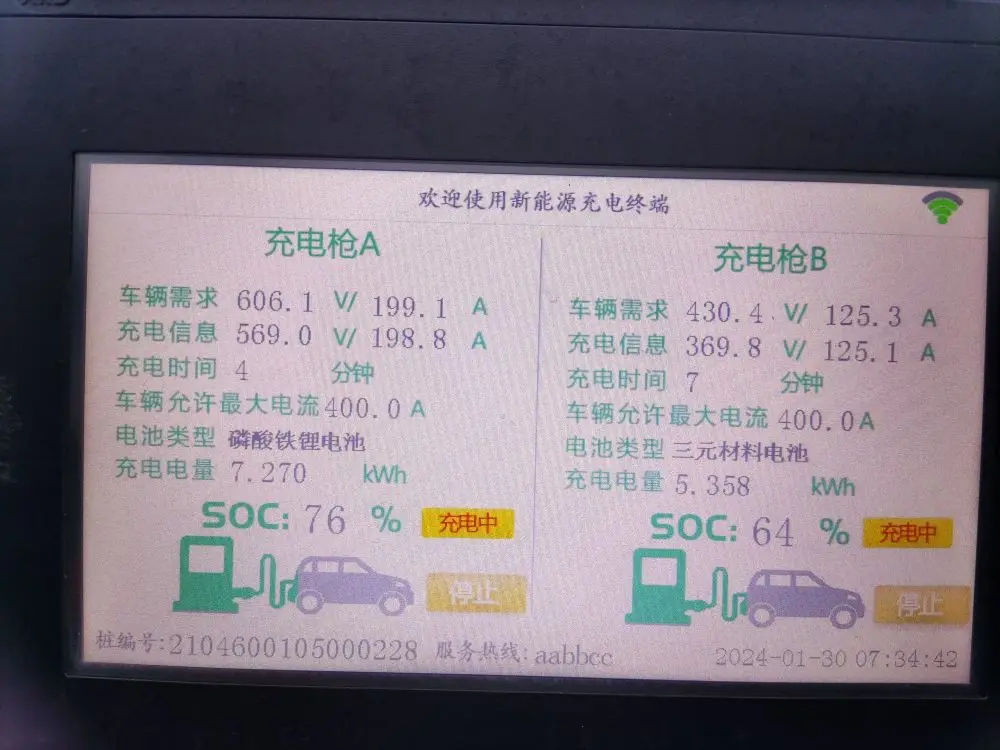 欢迎使用新能源充电终端
充电枪A
车辆需求 606.1 V/ 199.1 A
充电信息 569.0 V/ 198.8 A
充电时间 4 分钟
车辆允许最大电流 400.0 A
电池类型 磷酸铁锂电池
充电电量 7.270 kWh
SOC: 76 % 充电中
停止
充电枪B
车辆需求 430.4 V/ 125.3 A
充电信息 369.8 V/ 125.1 A
充电时间 7 分钟
车辆允许最大电流 400.0 A
电池类型 三元材料电池
充电电量 5.358 kWh
SOC: 64 % 充电中
停止
桩编号:2104600105000228 服务热线: aabbcc 2024-01-30 07:34:42